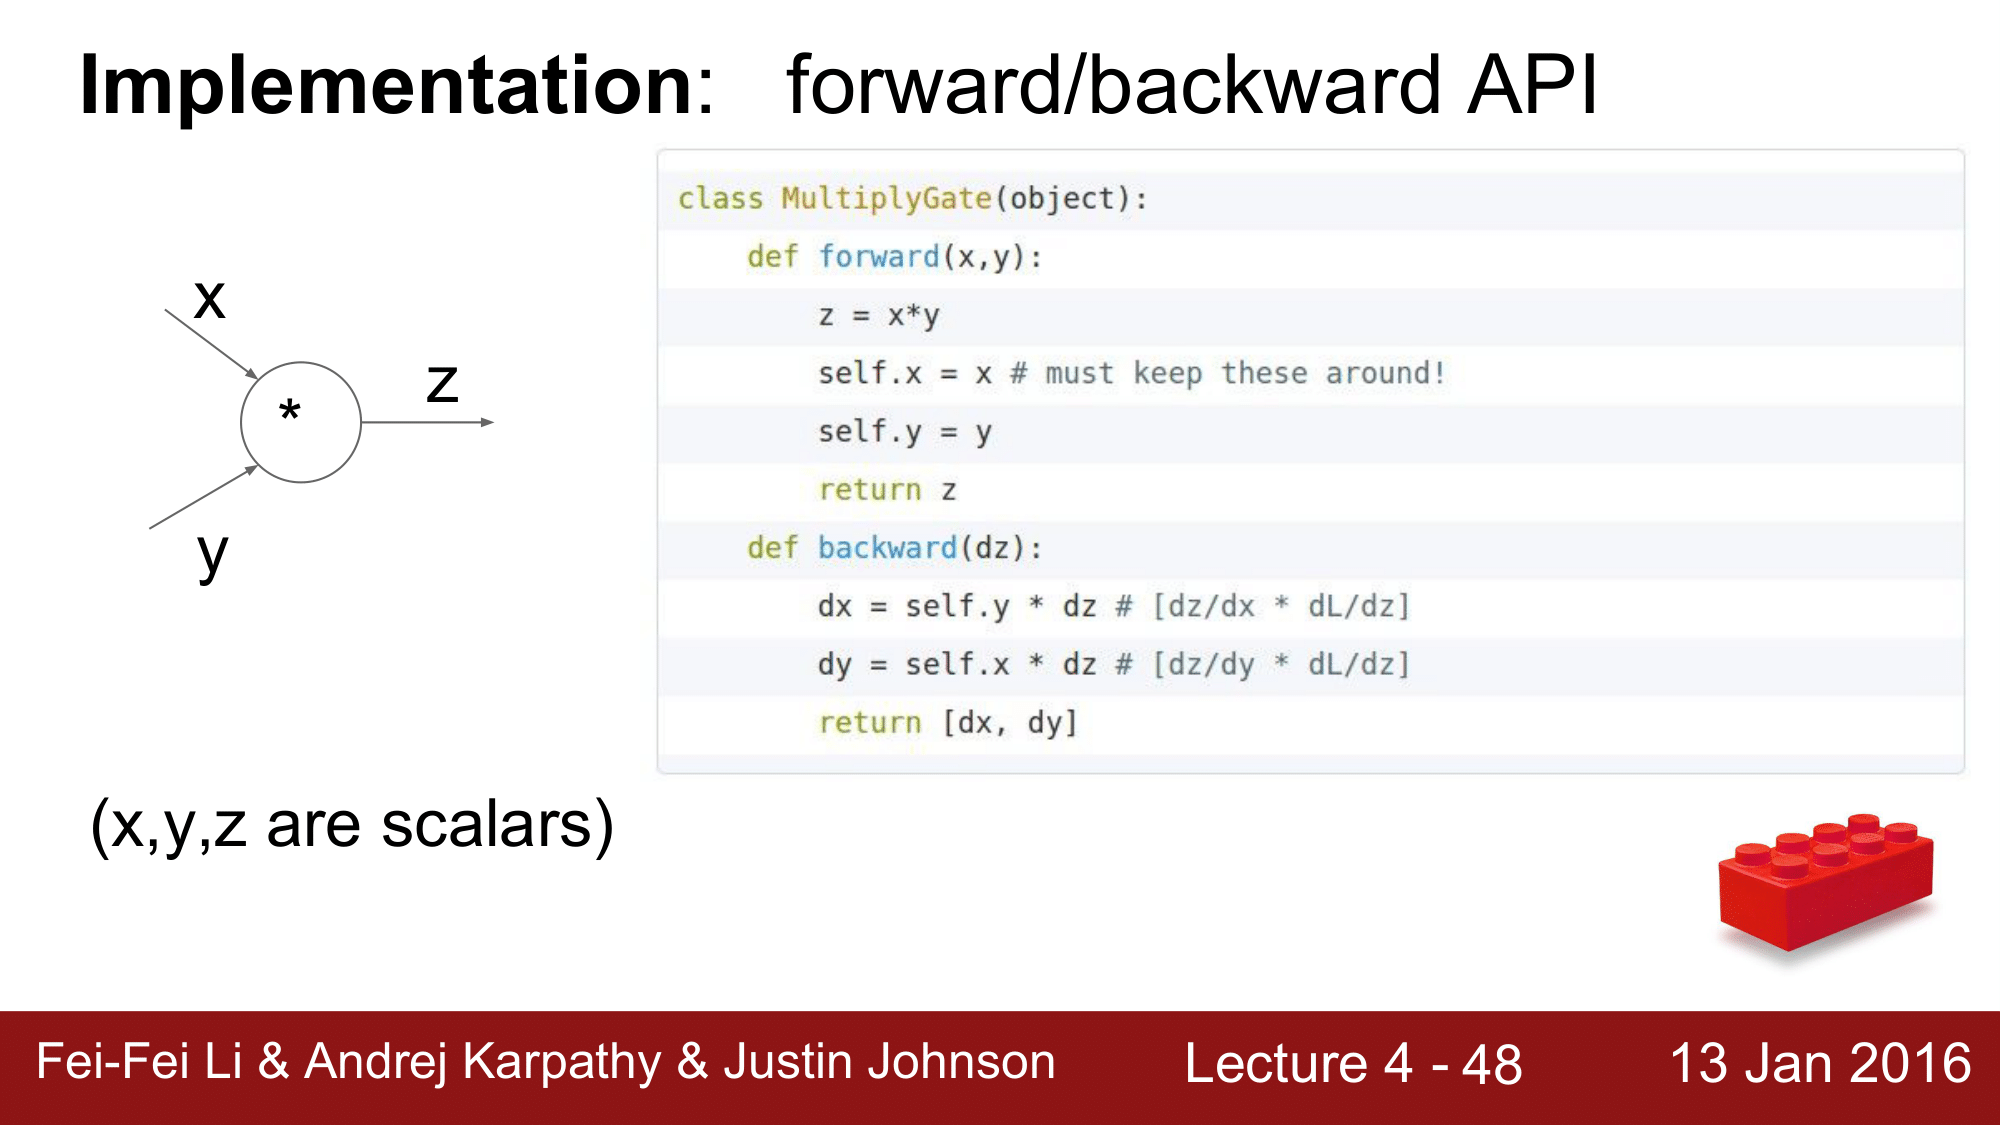 Implementation: forward/backward API
x
z
*
y
(x,y,z are scalars)
class MultiplyGate(object):
    def forward(x,y):
        z = x*y
        self.x = x # must keep these around!
        self.y = y
        return z
    def backward(dz):
        dx = self.y * dz # [dz/dx * dL/dz]
        dy = self.x * dz # [dz/dy * dL/dz]
        return [dx, dy]
Fei-Fei Li & Andrej Karpathy & Justin Johnson
Lecture 4 - 48
13 Jan 2016